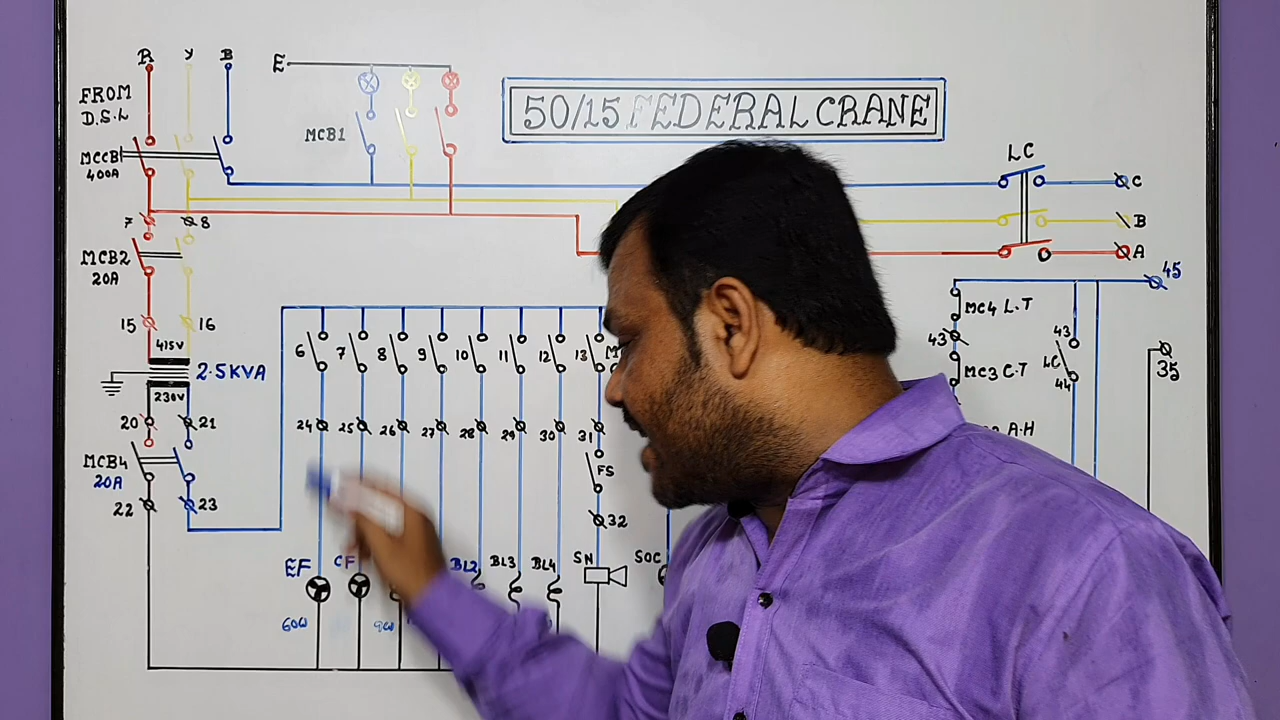 R Y B
E
FROM
D.S.L
MCCB
400A
MCB1
50/15 FEDERAL CRANE
LC
C
B
A
7 8
MCB2
20A
15 16
415V
2.5KVA
230V
20 21
MCB4
20A
22 23
6 7 8 9 10 11 12 13
24 25 26 27 28 29 30 31
FS
32
EF CF BL2 BL3 BL4 SN SOC
60W 9W
45
MC4 L.T
43
MC3 C.T
A.H
43
LC
44
35